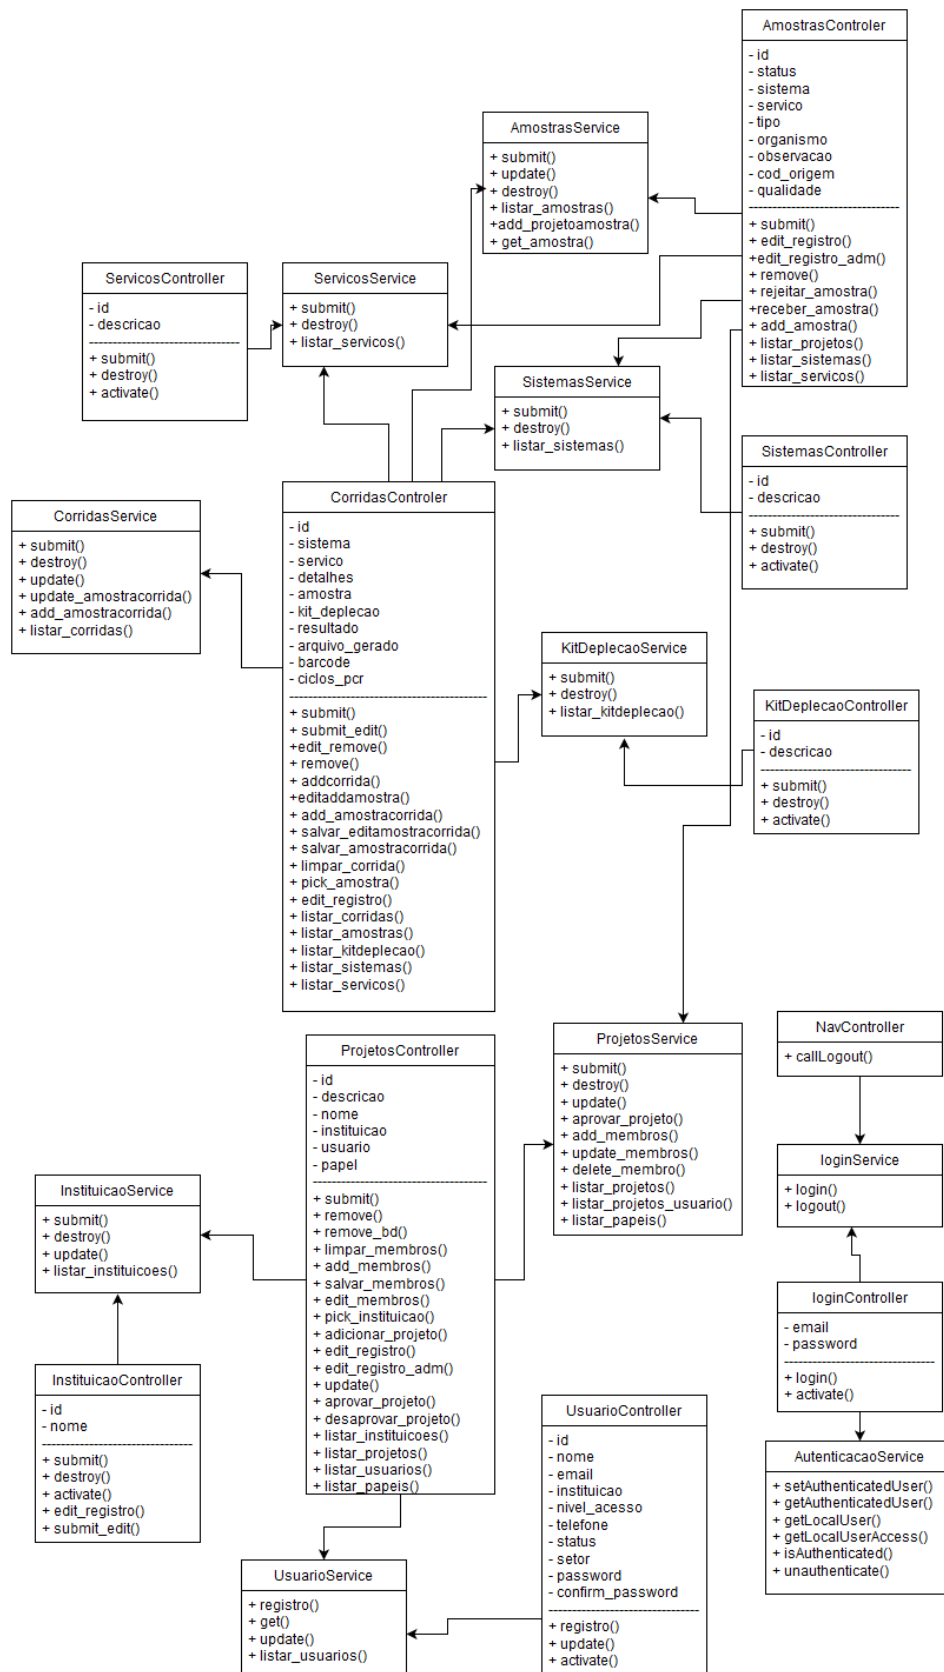 AmostrasControler
- id
- status
- sistema
- servico
- tipo
- organismo
- observacao
- cod_origem
- qualidade
--------------------------------
+ submit()
+ edit_registro()
+edit_registro_adm()
+ remove()
+ rejeitar_amostra()
+receber_amostra()
+ add_amostra()
+ listar_projetos()
+ listar_sistemas()
+ listar_servicos()
AmostrasService
+ submit()
+ update()
+ destroy()
+ listar_amostras()
+add_projetoamostra()
+ get_amostra()
ServicosController
- id
- descricao
--------------------------------
+ submit()
+ destroy()
+ activate()
ServicosService
+ submit()
+ destroy()
+ listar_servicos()
SistemasService
+ submit()
+ destroy()
+ listar_sistemas()
SistemasController
- id
- descricao
--------------------------------
+ submit()
+ destroy()
+ activate()
CorridasService
+ submit()
+ destroy()
+ update()
+ update_amostracorrida()
+ add_amostracorrida()
+ listar_corridas()
CorridasControler
- id
- sistema
- servico
- detalhes
- amostra
- kit_deplecao
- resultado
- arquivo_gerado
- barcode
- ciclos_pcr
------------------------------------------
+ submit()
+ submit_edit()
+edit_remove()
+ remove()
+ addcorrida()
+editaddamostra()
+ add_amostracorrida()
+ salvar_editamostracorrida()
+ salvar_amostracorrida()
+ limpar_corrida()
+ pick_amostra()
+ edit_registro()
+ listar_corridas()
+ listar_amostras()
+ listar_kitdeplecao()
+ listar_sistemas()
+ listar_servicos()
KitDeplecaoService
+ submit()
+ destroy()
+ listar_kitdeplecao()
KitDeplecaoController
- id
- descricao
--------------------------------
+ submit()
+ destroy()
+ activate()
ProjetosController
- id
- descricao
- nome
- instituicao
- usuario
- papel
-------------------------------------
+ submit()
+ remove()
+ remove_bd()
+ limpar_membros()
+ add_membros()
+ salvar_membros()
+ edit_membros()
+ pick_instituicao()
+ adicionar_projeto()
+ edit_registro()
+ edit_registro_adm()
+ update()
+ aprovar_projeto()
+ desaprovar_projeto()
+ listar_instituicoes()
+ listar_projetos()
+ listar_usuarios()
+ listar_papeis()
ProjetosService
+ submit()
+ destroy()
+ update()
+ aprovar_projeto()
+ add_membros()
+ update_membros()
+ delete_membro()
+ listar_projetos()
+ listar_projetos_usuario()
+ listar_papeis()
NavController
+ callLogout()
loginService
+ login()
+ logout()
InstituicaoService
+ submit()
+ destroy()
+ update()
+ listar_instituicoes()
loginController
- email
- password
--------------------------------
+ login()
+ activate()
InstituicaoController
- id
- nome
--------------------------------
+ submit()
+ destroy()
+ activate()
+ edit_registro()
+ submit_edit()
UsuarioController
- id
- nome
- email
- instituicao
- nivel_acesso
- telefone
- status
- setor
- password
- confirm_password
--------------------------------
+ registro()
+ update()
+ activate()
AutenticacaoService
+ setAuthenticatedUser()
+ getAuthenticatedUser()
+ getLocalUser()
+ getLocalUserAccess()
+ isAuthenticated()
+ unauthenticate()
UsuarioService
+ registro()
+ get()
+ update()
+ listar_usuarios()